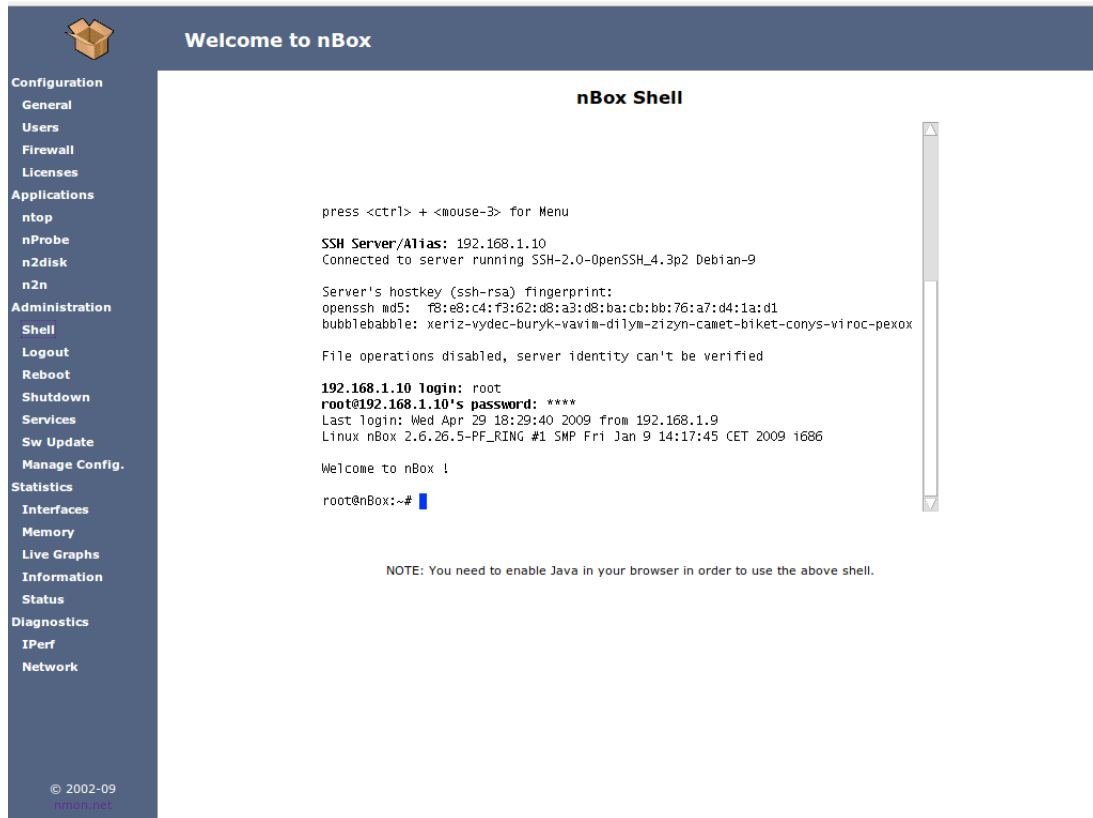 Welcome to nBox
Configuration
General
Users
Firewall
Licenses
Applications
ntop
nProbe
n2disk
n2n
Administration
Shell
Logout
Reboot
Shutdown
Services
Sw Update
Manage Config.
Statistics
Interfaces
Memory
Live Graphs
Information
Status
Diagnostics
IPerf
Network
© 2002-09
nmon.net
nBox Shell
press <ctrl> + <mouse-3> for Menu
SSH Server/Alias: 192.168.1.10
Connected to server running SSH-2.0-OpenSSH_4.3p2 Debian-9
Server's hostkey (ssh-rsa) fingerprint:
openssh md5:  f8:e8:c4:f3:62:d8:a3:d8:ba:cb:bb:76:a7:d4:1a:d1
bubblebabble: xeriz-vydec-buryk-vavim-dilym-zizyn-camet-biket-conys-viroc-pexox
File operations disabled, server identity can't be verified
192.168.1.10 login: root
root@192.168.1.10's password: ****
Last login: Wed Apr 29 18:29:40 2009 from 192.168.1.9
Linux nBox 2.6.26.5-PF_RING #1 SMP Fri Jan 9 14:17:45 CET 2009 i686
Welcome to nBox !
root@nBox:~#
NOTE: You need to enable Java in your browser in order to use the above shell.